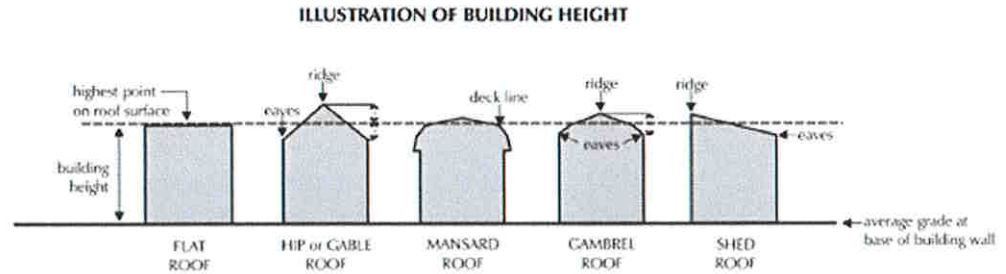 ILLUSTRATION OF BUILDING HEIGHT
highest point
on roof surface
eaves
ridge
deck line
ridge
eaves
ridge
eaves
building
height
average grade at
base of building wall
FLAT
ROOF
HIP or GABLE
ROOF
MANSARD
ROOF
GAMBREL
ROOF
SHED
ROOF